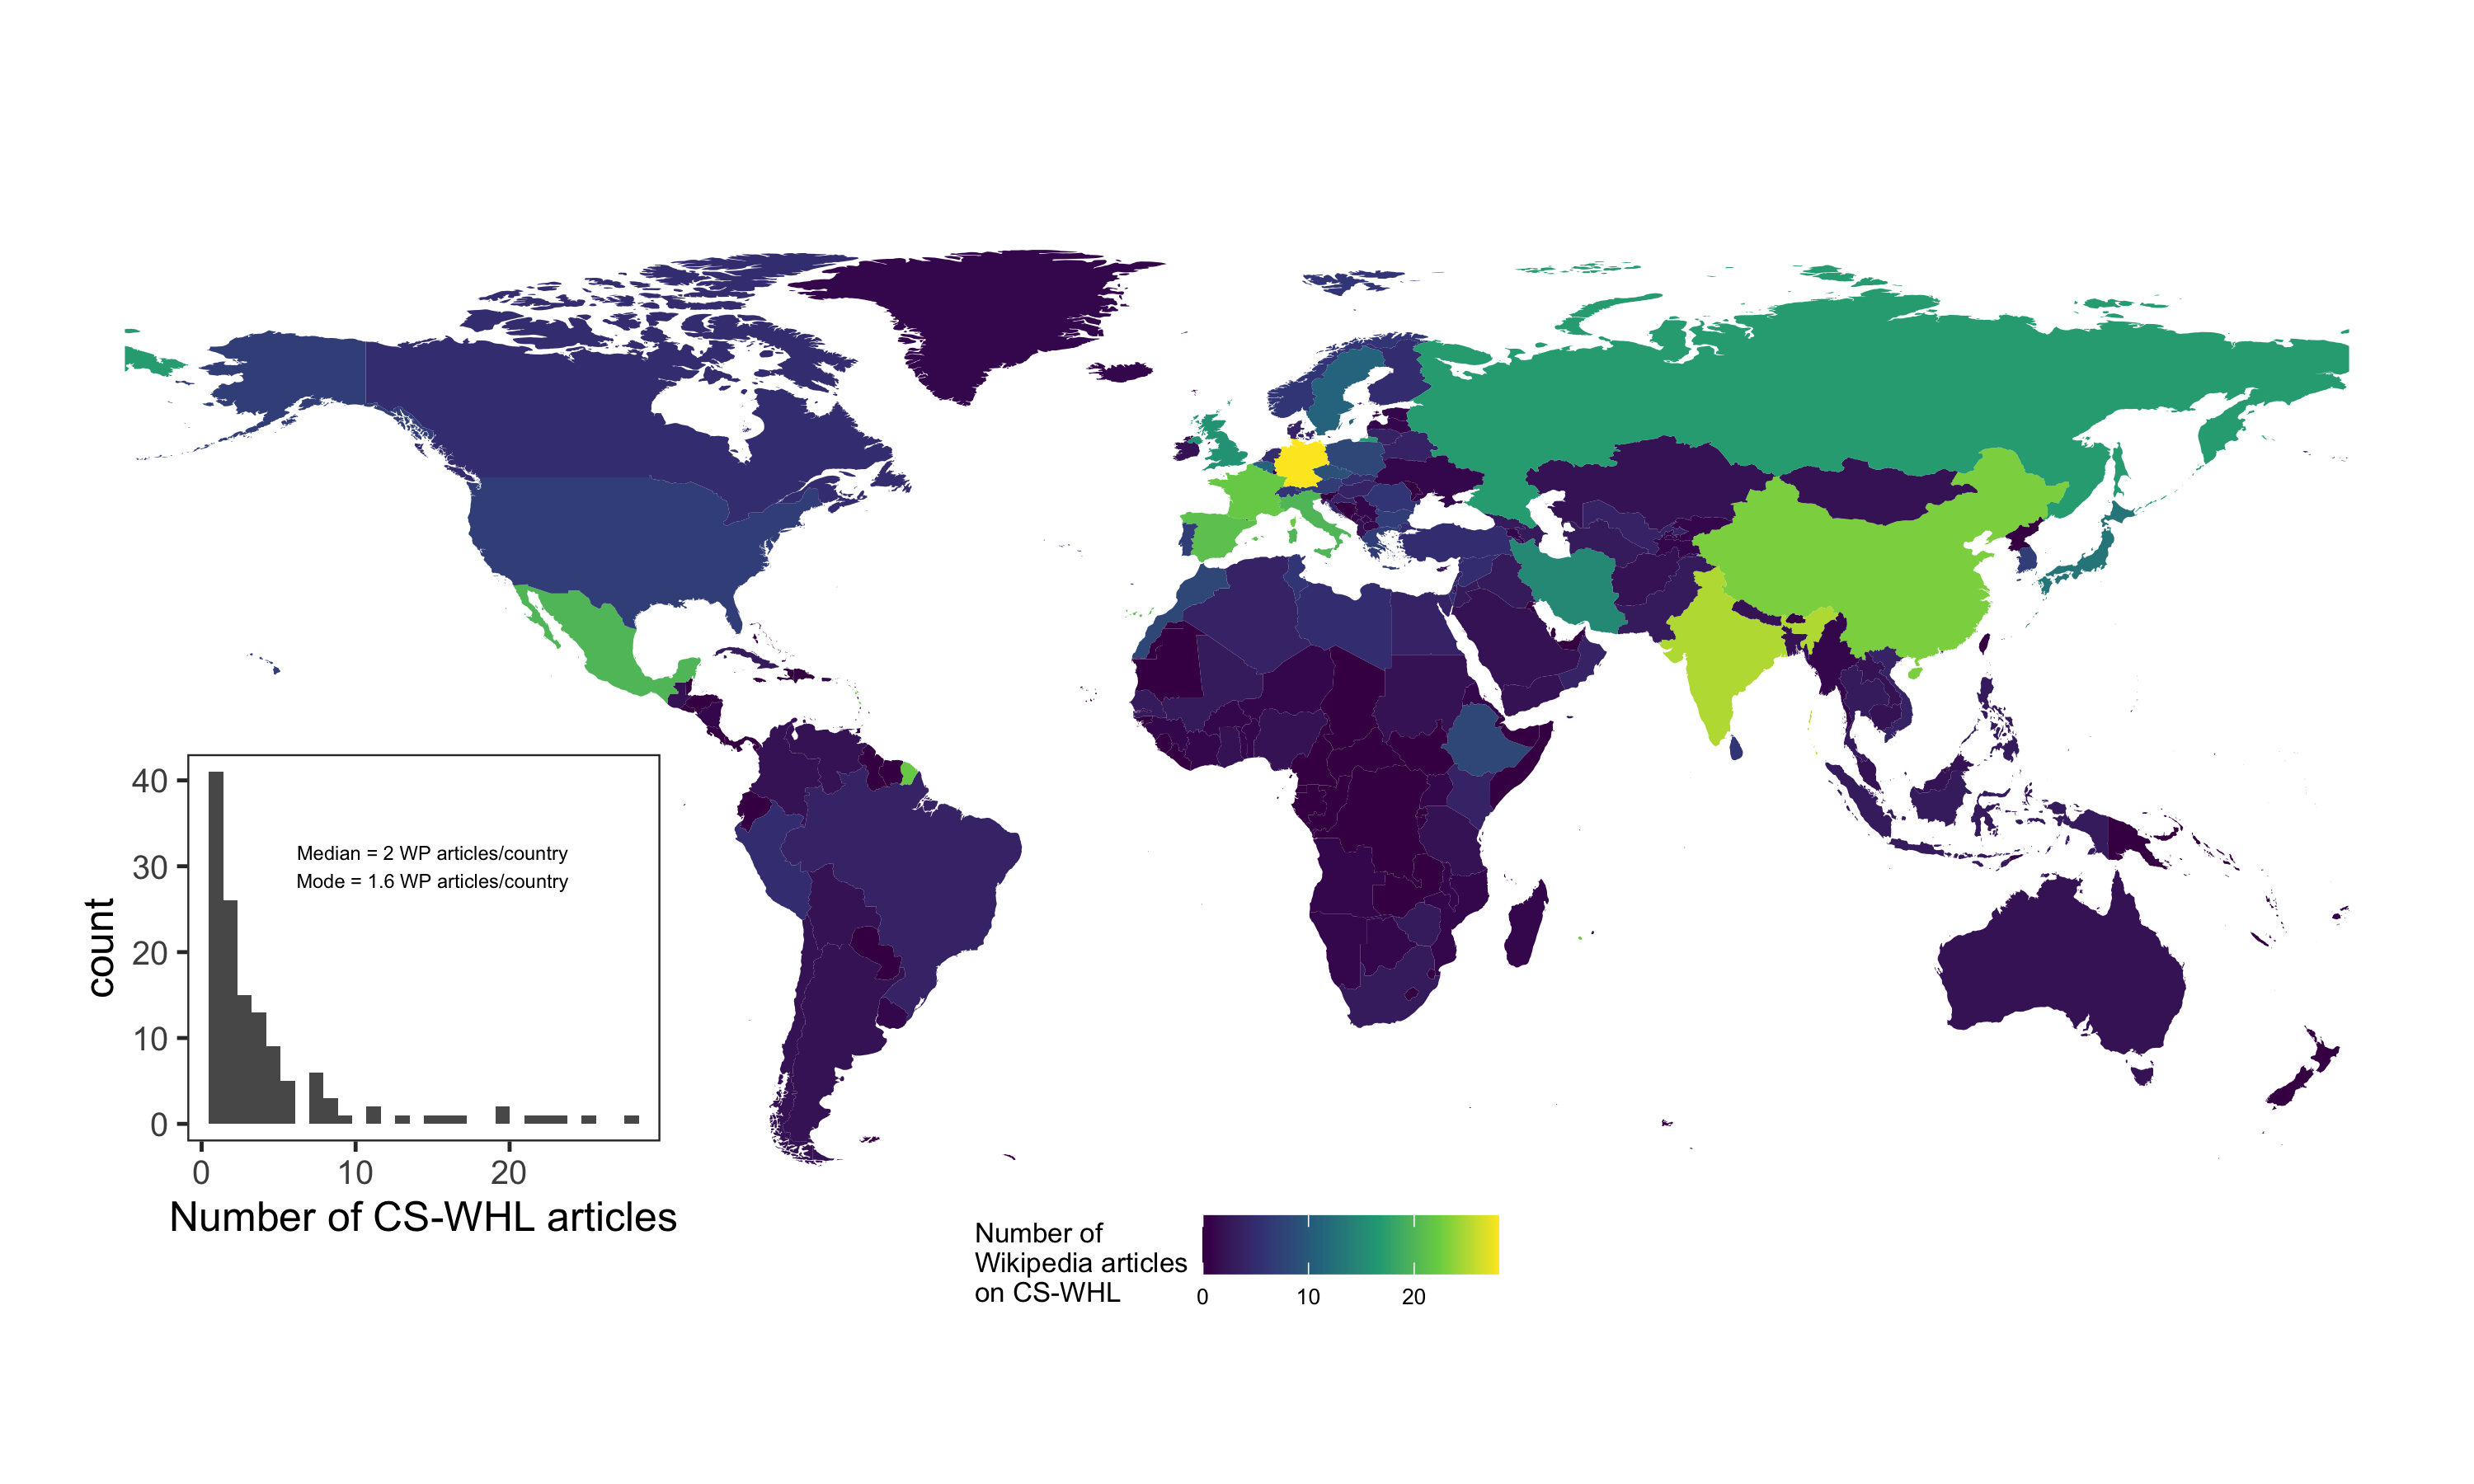 40
30
20
10
0
count
Median = 2 WP articles/country
Mode = 1.6 WP articles/country
0 10 20
Number of CS-WHL articles
Number of
Wikipedia articles
on CS-WHL
0 10 20